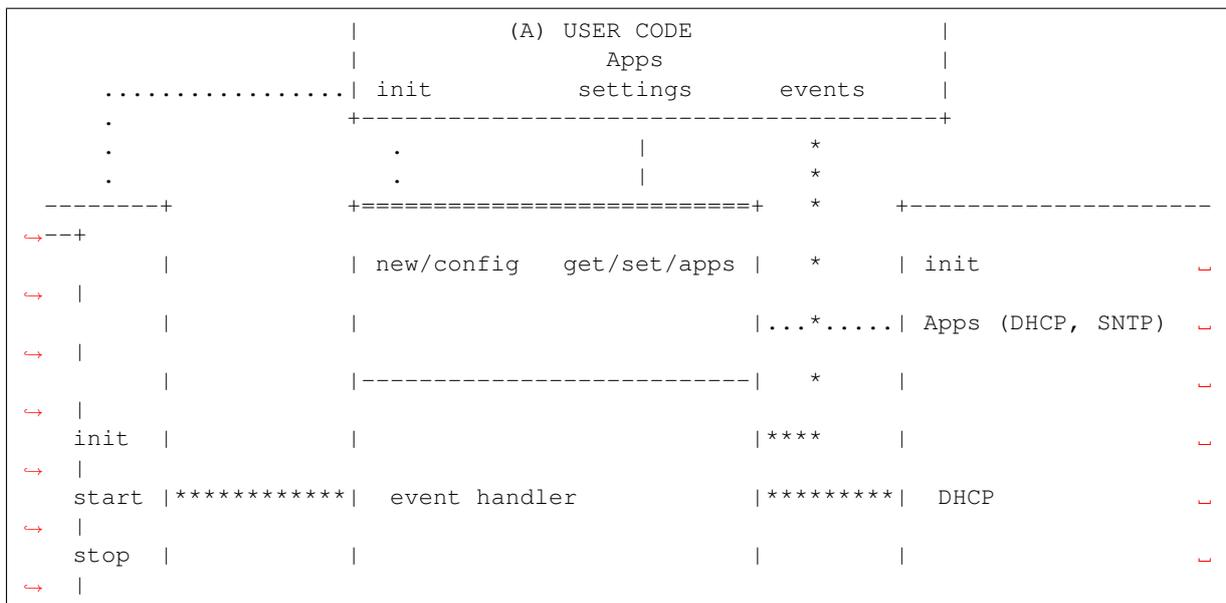 |          (A) USER CODE                 |
|                 Apps                   |
.................| init          settings      events     |
.                +----------------------------------------+
.                   .                |           *
.                   .                |           *
--------+             +===========================+   *     +---------------------
↪--+
|             | new/config   get/set/apps |   *     | init                ␣
↪  |
|             |                           |...*.....| Apps (DHCP, SNTP)   ␣
↪  |
|             |---------------------------|   *     |                     ␣
↪  |
init  |             |                           |****     |                     ␣
↪  |
start |************|  event handler            |*********|  DHCP               ␣
↪  |
stop  |             |                           |         |                     ␣
↪  |